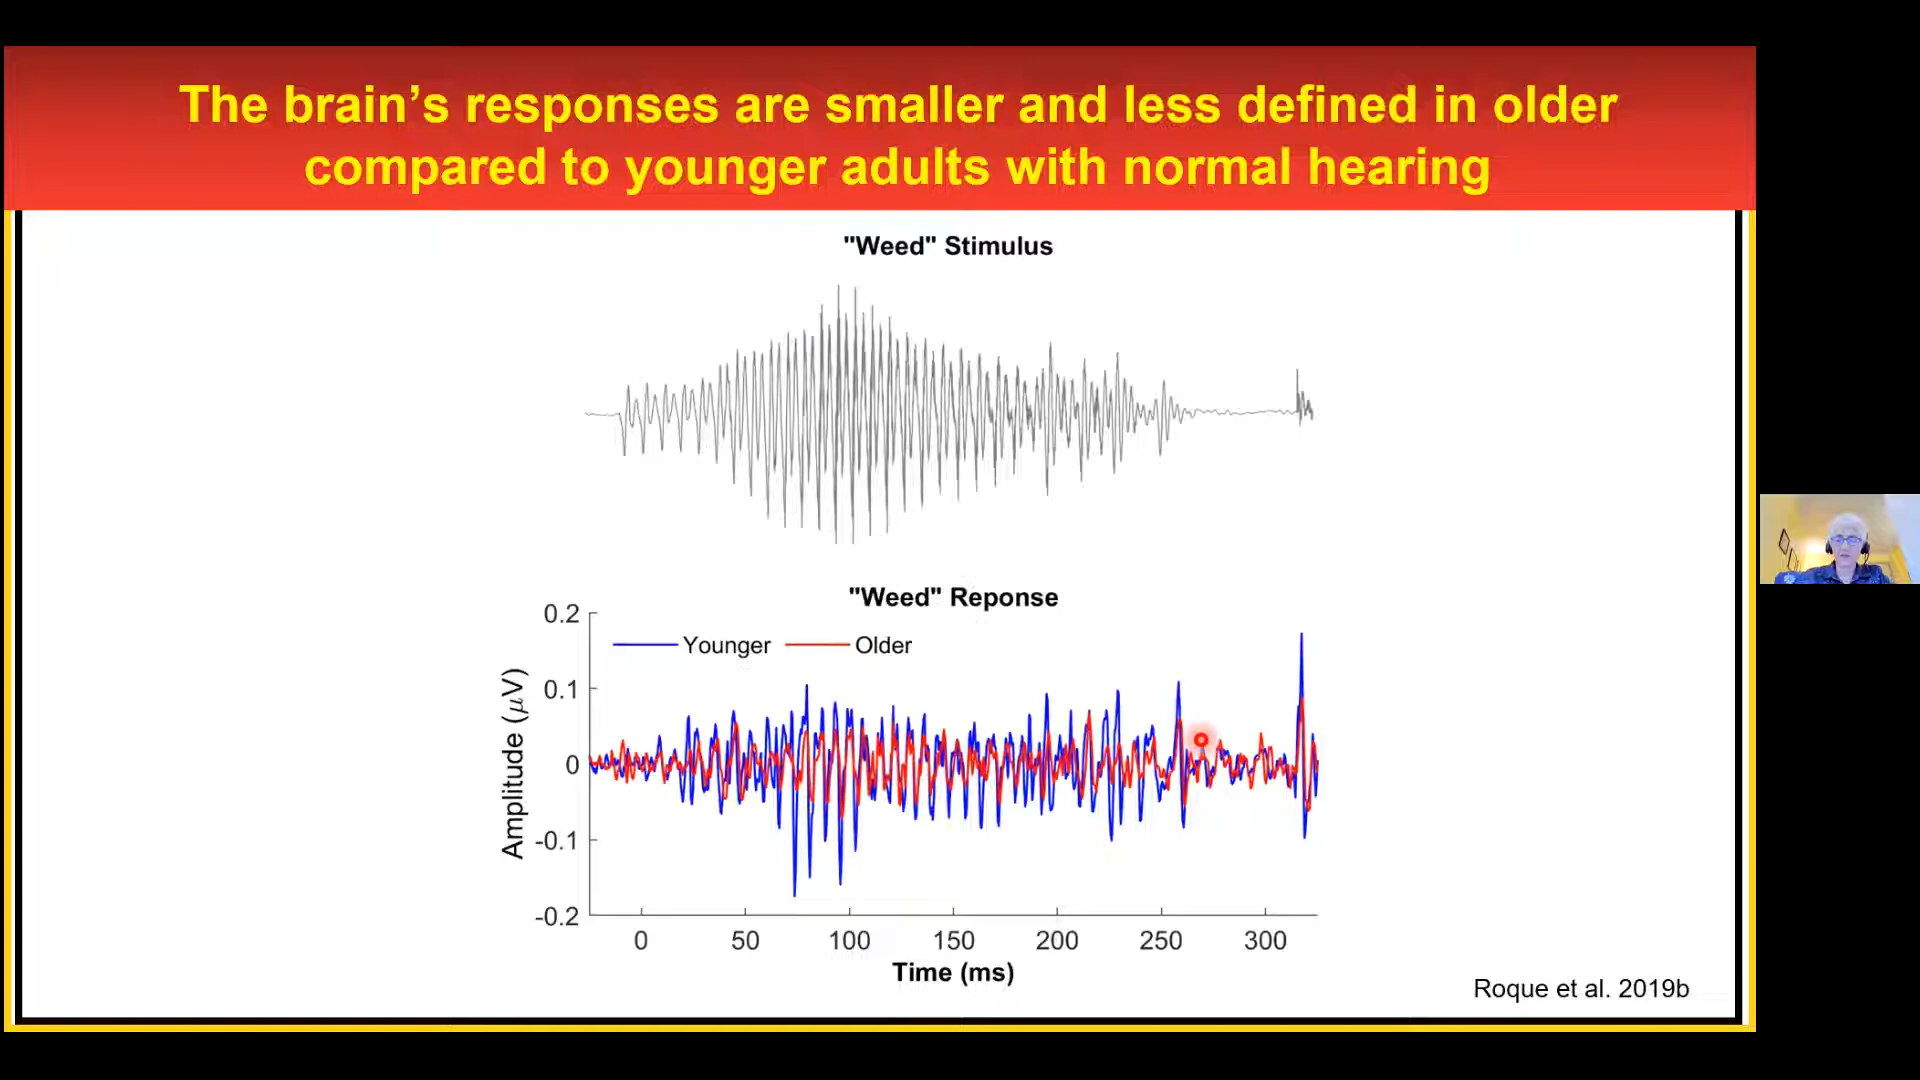 The brain’s responses are smaller and less defined in older
compared to younger adults with normal hearing
"Weed" Stimulus
"Weed" Reponse
0.2
0.1
0
-0.1
-0.2
Amplitude (μV)
Younger
Older
0 50 100 150 200 250 300
Time (ms)
Roque et al. 2019b